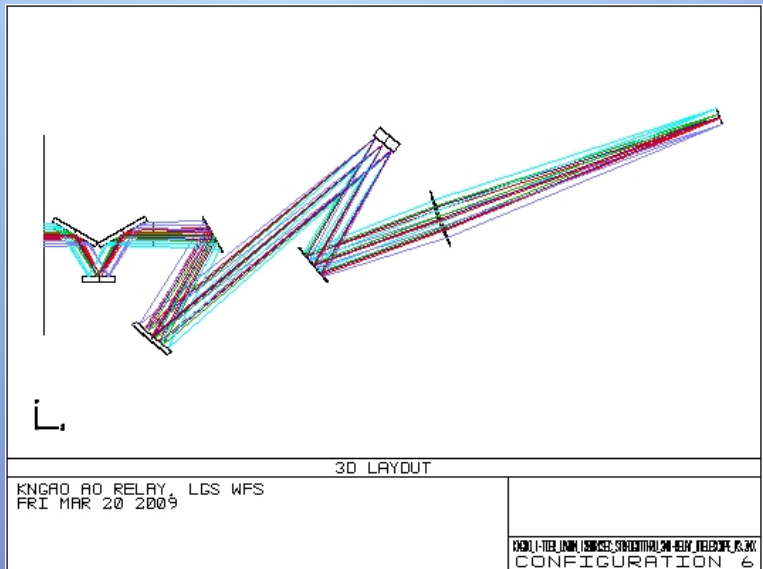 3D LAYOUT
KNGAO AO RELAY, LGS WFS
FRI MAR 20 2009
CONFIGURATION 6